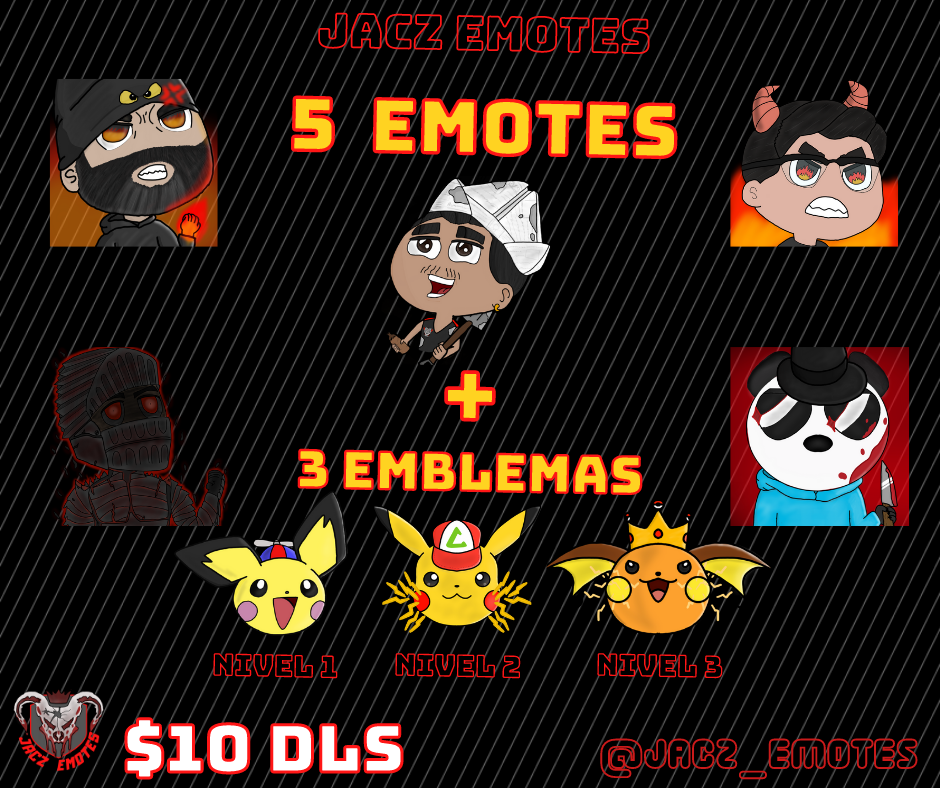 JACZ EMOTES
5 EMOTES
+
3 EMBLEMAS
NIVEL 1
NIVEL 2
NIVEL 3
JACZ EMOTES
$10 DLS
@JACZ_EMOTES